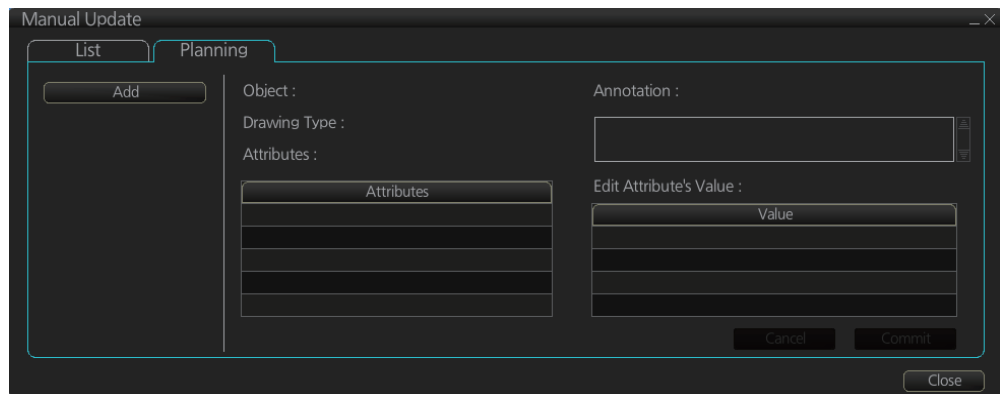 Manual Update
List
Planning
Add
Object :
Drawing Type :
Attributes :
Attributes
Annotation :
Edit Attribute's Value :
Value
Cancel
Commit
Close